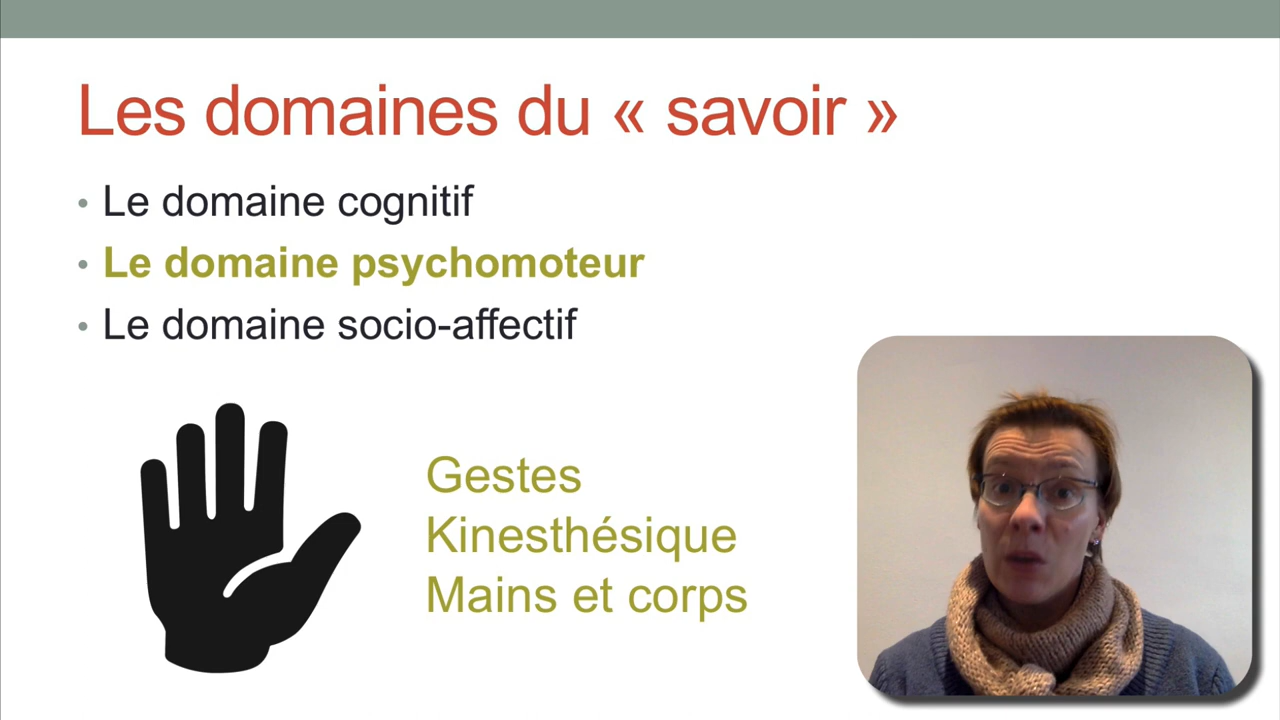 Les domaines du « savoir »
• Le domaine cognitif
• Le domaine psychomoteur
• Le domaine socio-affectif
Gestes
Kinesthésique
Mains et corps